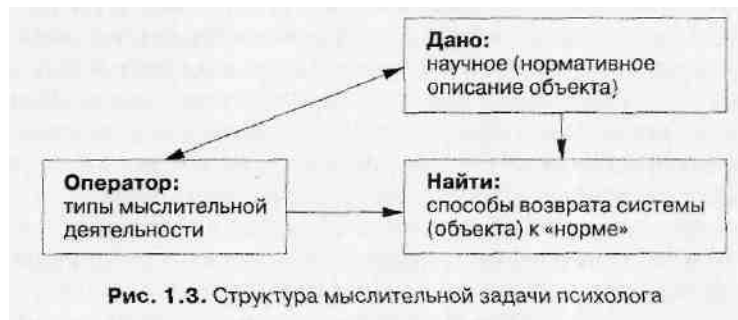 Дано:
научное (нормативное
описание объекта)
Оператор:
типы мыслительной
деятельности
Найти:
способы возврата системы
(объекта) к «норме»
Рис. 1.3. Структура мыслительной задачи психолога